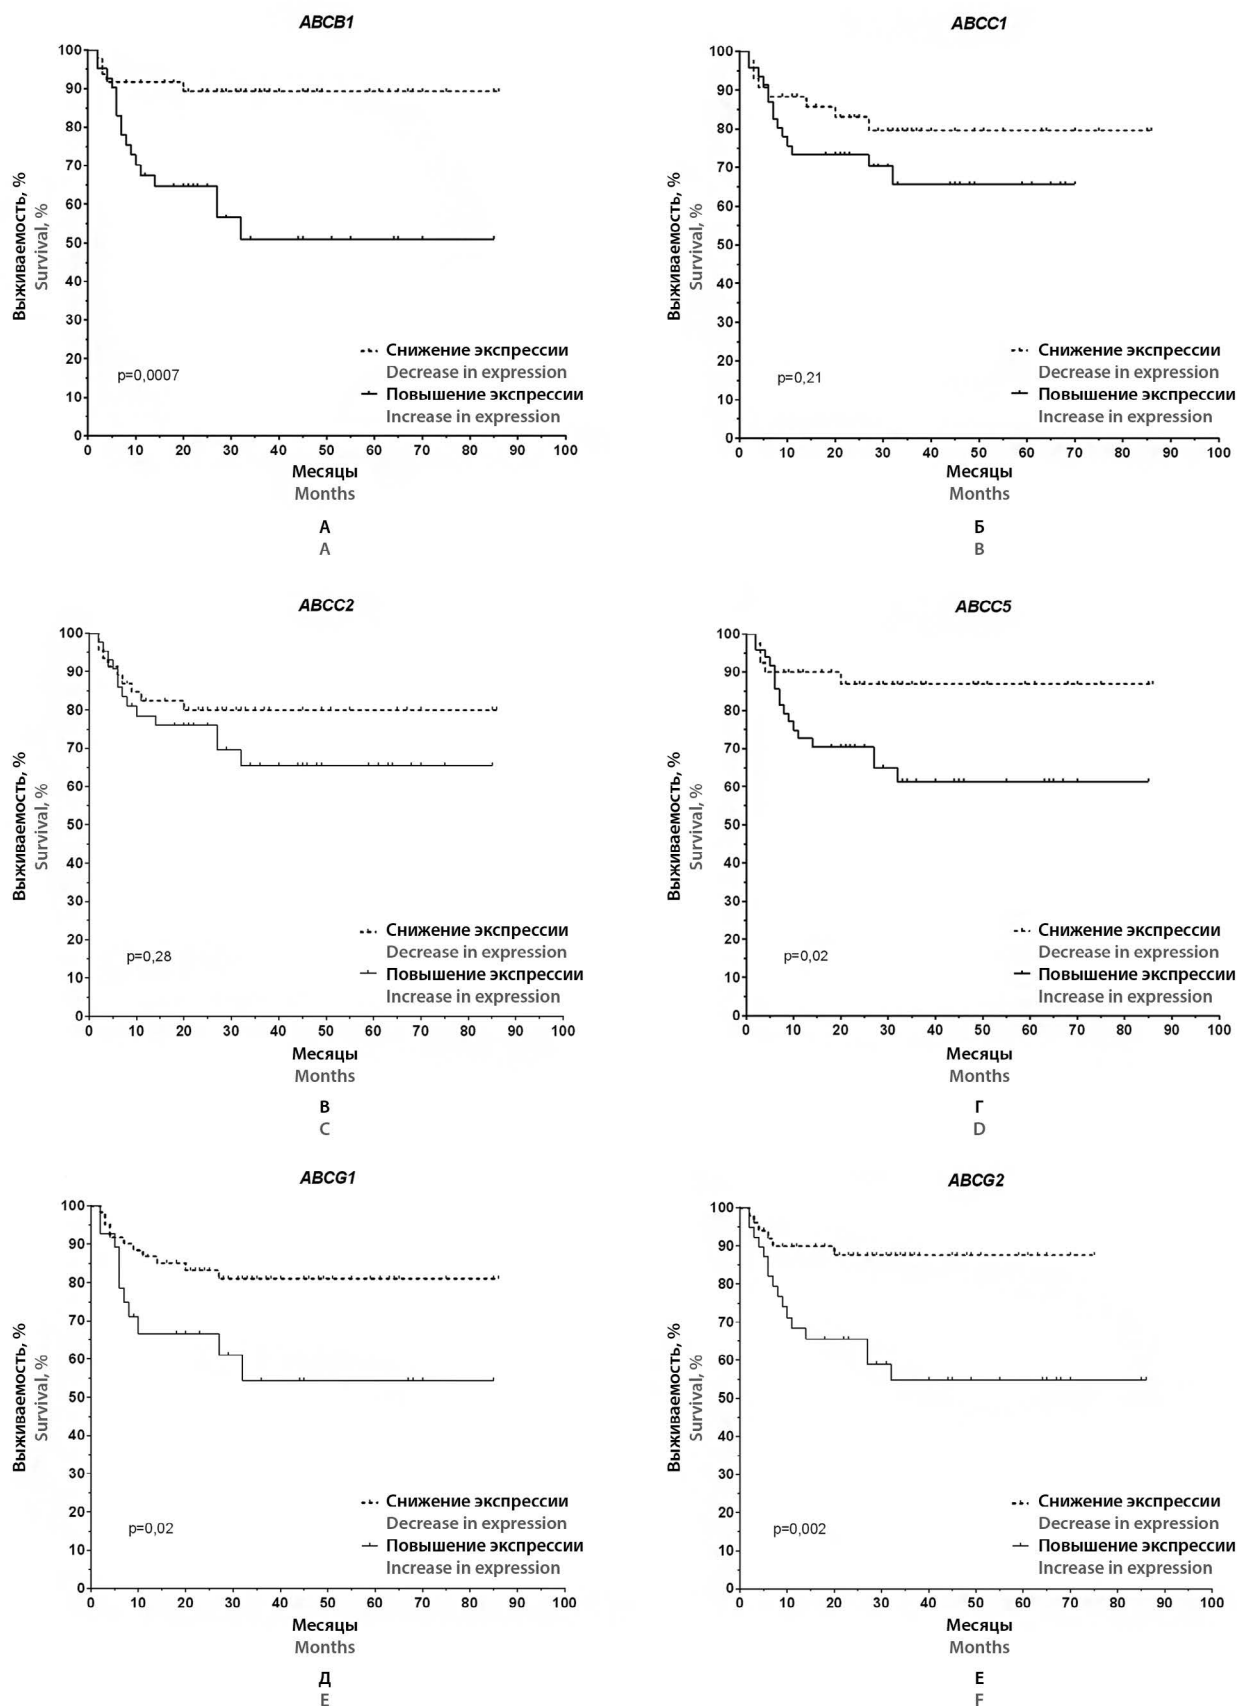 ABCB1
100
90
80
70
60
50
40
30
20
10
0
Выживаемость, %
Survival, %
Снижение экспрессии
Decrease in expression
Повышение экспрессии
Increase in expression
p=0,0007
0 10 20 30 40 50 60 70 80 90 100
Месяцы
Months
А
A
ABCC1
100
90
80
70
60
50
40
30
20
10
0
Выживаемость, %
Survival, %
Снижение экспрессии
Decrease in expression
Повышение экспрессии
Increase in expression
p=0,21
0 10 20 30 40 50 60 70 80 90 100
Месяцы
Months
Б
B
ABCC2
100
90
80
70
60
50
40
30
20
10
0
Выживаемость, %
Survival, %
Снижение экспрессии
Decrease in expression
Повышение экспрессии
Increase in expression
p=0,28
0 10 20 30 40 50 60 70 80 90 100
Месяцы
Months
В
C
ABCC5
100
90
80
70
60
50
40
30
20
10
0
Выживаемость, %
Survival, %
Снижение экспрессии
Decrease in expression
Повышение экспрессии
Increase in expression
p=0,02
0 10 20 30 40 50 60 70 80 90 100
Месяцы
Months
Г
D
ABCG1
100
90
80
70
60
50
40
30
20
10
0
Выживаемость, %
Survival, %
Снижение экспрессии
Decrease in expression
Повышение экспрессии
Increase in expression
p=0,02
0 10 20 30 40 50 60 70 80 90 100
Месяцы
Months
Д
E
ABCG2
100
90
80
70
60
50
40
30
20
10
0
Выживаемость, %
Survival, %
Снижение экспрессии
Decrease in expression
Повышение экспрессии
Increase in expression
p=0,002
0 10 20 30 40 50 60 70 80 90 100
Месяцы
Months
Е
F